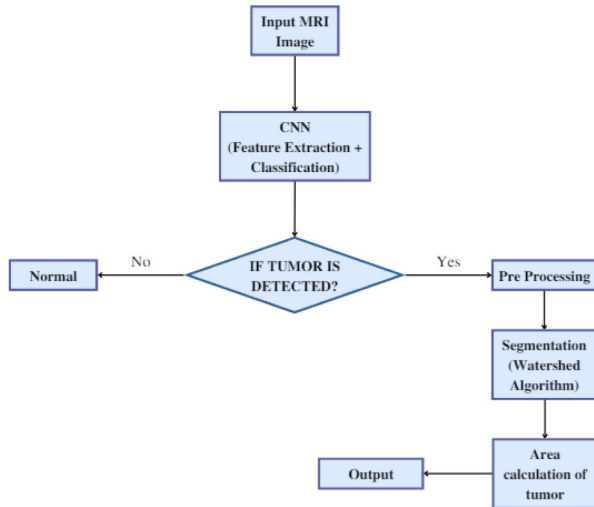 Input MRI
Image
CNN
(Feature Extraction +
Classification)
IF TUMOR IS
DETECTED?
No
Yes
Normal
Pre Processing
Segmentation
(Watershed
Algorithm)
Area
calculation of
tumor
Output